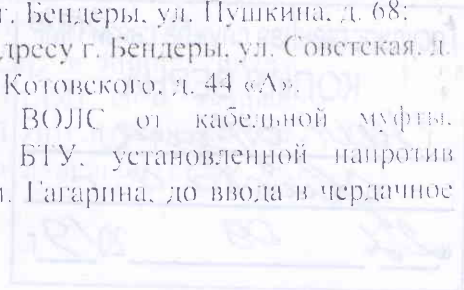 г. Бендеры, ул. Пушкина, д. 68;
дресу г. Бендеры, ул. Советская, д.
Котовского, д. 44 «А».
ВОЛС от кабельной муфты,
БТУ, установленной напротив
. Гагарина, до ввода в чердачное